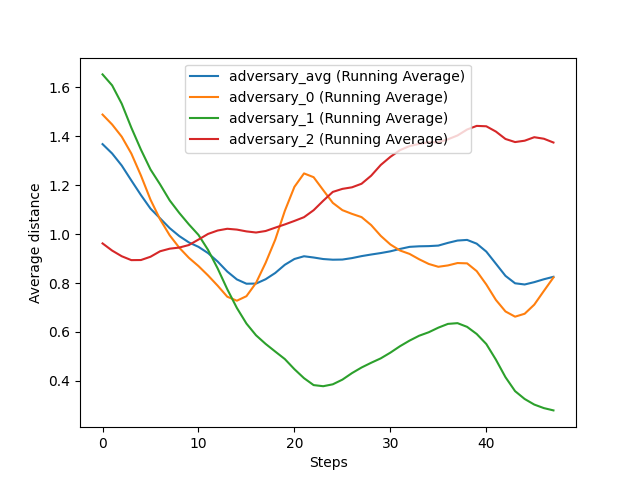 adversary_avg (Running Average)
adversary_0 (Running Average)
adversary_1 (Running Average)
adversary_2 (Running Average)
Average distance
1.6
1.4
1.2
1.0
0.8
0.6
0.4
0
10
20
30
40
Steps